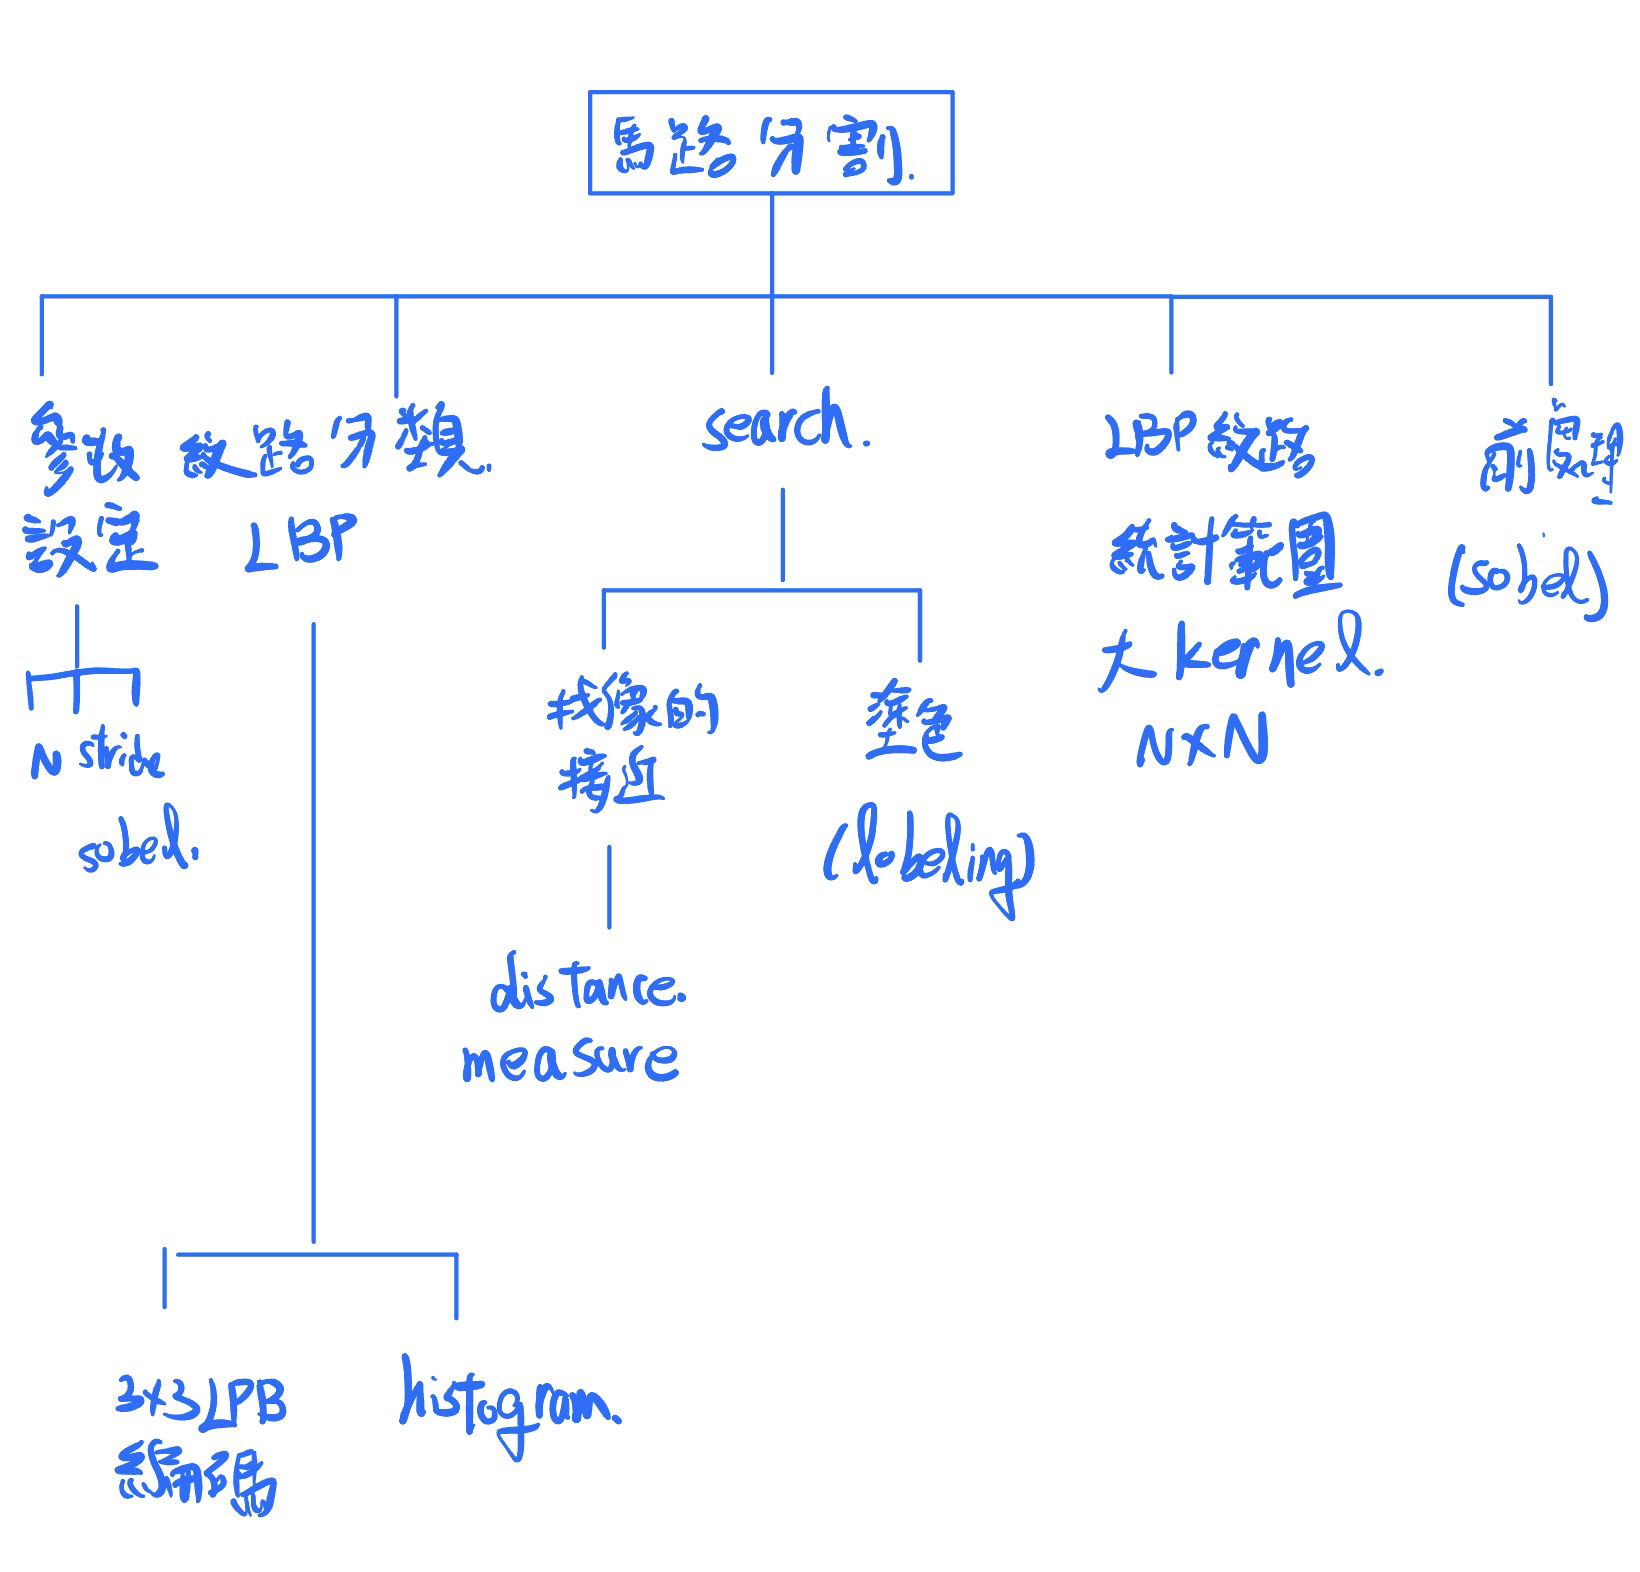 馬路分割.
參數
設定
N stride
sobel.
紋路分類.
LBP
3x3 LPB
編碼
histogram.
search.
找像的
接近
distance.
measure
塗色
(labeling)
LBP紋路
統計範圍
大kernel.
N×N
前處理
(sobel)